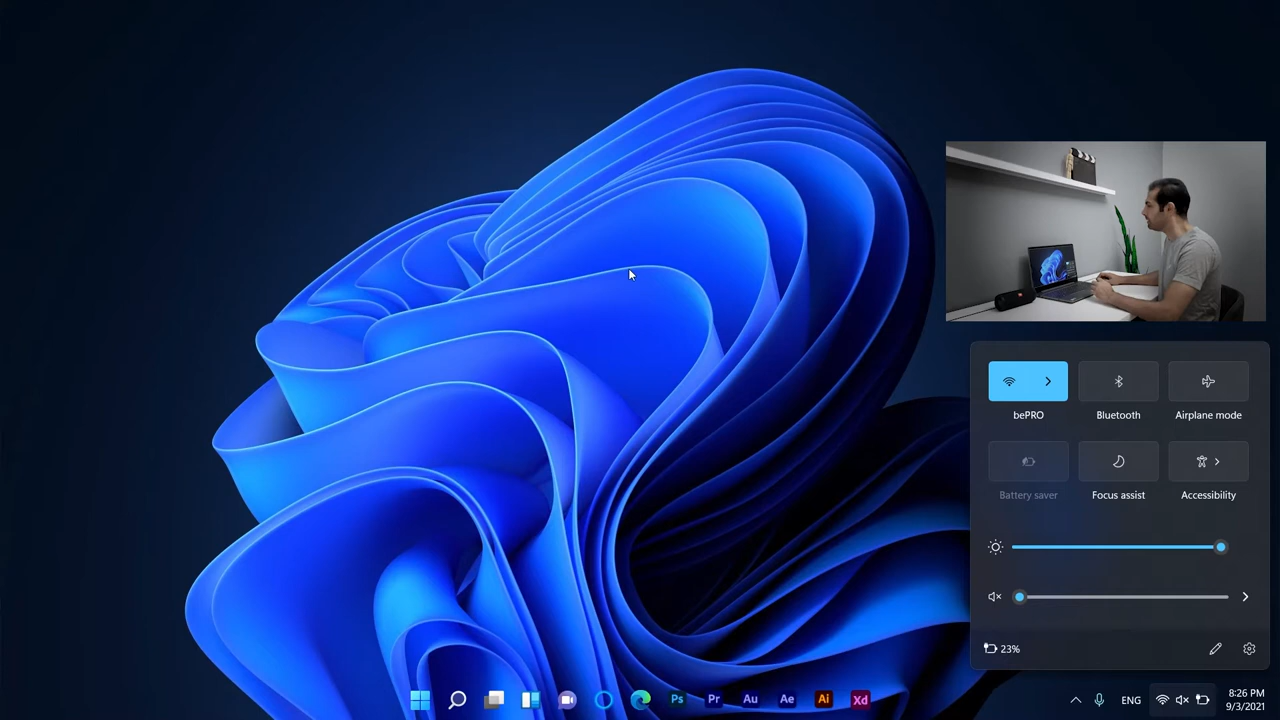 bePRO
Bluetooth
Airplane mode
Battery saver
Focus assist
Accessibility
23%
Ps
Pr
Au
Ae
Ai
Xd
ENG
8:26 PM
9/3/2021